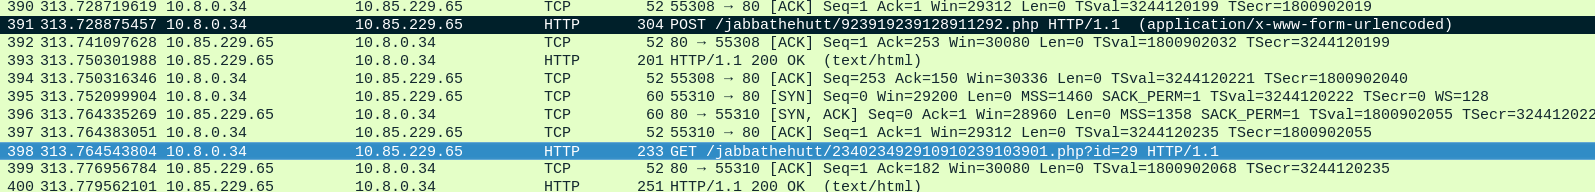 390 313.728719619 10.8.0.34 10.85.229.65 TCP 52 55308 → 80 [ACK] Seq=1 Ack=1 Win=29312 Len=0 TSval=3244120199 TSecr=1800902019
391 313.728875457 10.8.0.34 10.85.229.65 HTTP 304 POST /jabbathehutt/923919239128911292.php HTTP/1.1 (application/x-www-form-urlencoded)
392 313.741097628 10.85.229.65 10.8.0.34 TCP 52 80 → 55308 [ACK] Seq=1 Ack=253 Win=30080 Len=0 TSval=1800902032 TSecr=3244120199
393 313.750301988 10.85.229.65 10.8.0.34 HTTP 201 HTTP/1.1 200 OK (text/html)
394 313.750316346 10.8.0.34 10.85.229.65 TCP 52 55308 → 80 [ACK] Seq=253 Ack=150 Win=30336 Len=0 TSval=3244120221 TSecr=1800902040
395 313.752099904 10.8.0.34 10.85.229.65 TCP 60 55310 → 80 [SYN] Seq=0 Win=29200 Len=0 MSS=1460 SACK_PERM=1 TSval=3244120222 TSecr=0 WS=128
396 313.764335269 10.85.229.65 10.8.0.34 TCP 60 80 → 55310 [SYN, ACK] Seq=0 Ack=1 Win=28960 Len=0 MSS=1358 SACK_PERM=1 TSval=1800902055 TSecr=324412022
397 313.764383051 10.8.0.34 10.85.229.65 TCP 52 55310 → 80 [ACK] Seq=1 Ack=1 Win=29312 Len=0 TSval=3244120235 TSecr=1800902055
398 313.764543804 10.8.0.34 10.85.229.65 HTTP 233 GET /jabbathehutt/234023492910910239103901.php?id=29 HTTP/1.1
399 313.776956784 10.85.229.65 10.8.0.34 TCP 52 80 → 55310 [ACK] Seq=1 Ack=182 Win=30080 Len=0 TSval=1800902068 TSecr=3244120235
400 313.779562101 10.85.229.65 10.8.0.34 HTTP 251 HTTP/1.1 200 OK (text/html)